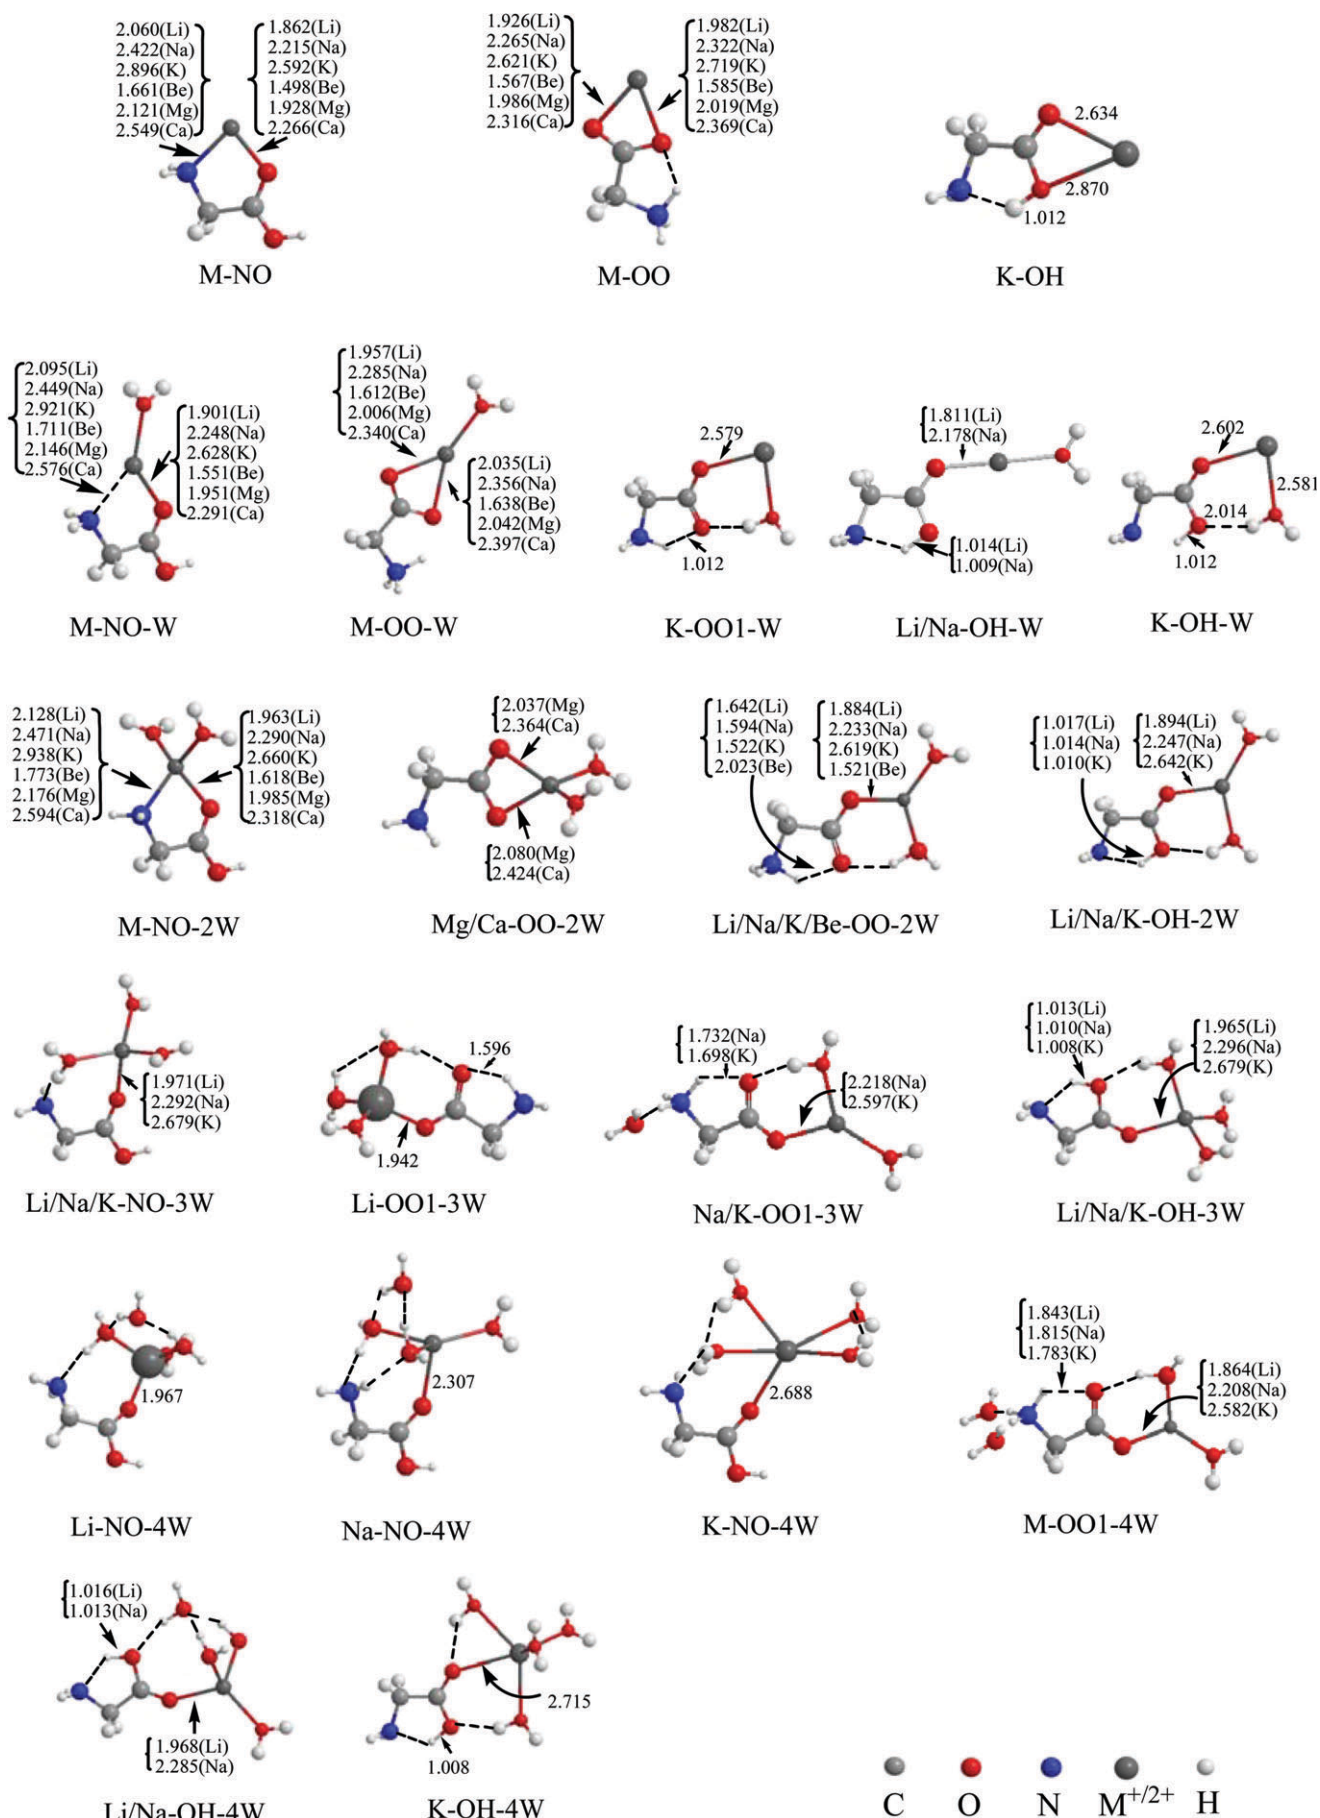 2.060(Li)
2.422(Na)
2.896(K)
1.661(Be)
2.121(Mg)
2.549(Ca)
1.862(Li)
2.215(Na)
2.592(K)
1.498(Be)
1.928(Mg)
2.266(Ca)
M-NO
1.926(Li)
2.265(Na)
2.621(K)
1.567(Be)
1.986(Mg)
2.316(Ca)
1.982(Li)
2.322(Na)
2.719(K)
1.585(Be)
2.019(Mg)
2.369(Ca)
M-OO
2.634
2.870
1.012
K-OH
2.095(Li)
2.449(Na)
2.921(K)
1.711(Be)
2.146(Mg)
2.576(Ca)
1.901(Li)
2.248(Na)
2.628(K)
1.551(Be)
1.951(Mg)
2.291(Ca)
M-NO-W
1.957(Li)
2.285(Na)
1.612(Be)
2.006(Mg)
2.340(Ca)
2.035(Li)
2.356(Na)
1.638(Be)
2.042(Mg)
2.397(Ca)
M-OO-W
2.579
1.012
K-OO1-W
1.811(Li)
2.178(Na)
1.014(Li)
1.009(Na)
Li/Na-OH-W
2.602
2.581
2.014
1.012
K-OH-W
2.128(Li)
2.471(Na)
2.938(K)
1.773(Be)
2.176(Mg)
2.594(Ca)
1.963(Li)
2.290(Na)
2.660(K)
1.618(Be)
1.985(Mg)
2.318(Ca)
M-NO-2W
2.037(Mg)
2.364(Ca)
2.080(Mg)
2.424(Ca)
Mg/Ca-OO-2W
1.642(Li)
1.594(Na)
1.522(K)
2.023(Be)
1.884(Li)
2.233(Na)
2.619(K)
1.521(Be)
Li/Na/K/Be-OO-2W
1.017(Li)
1.014(Na)
1.010(K)
1.894(Li)
2.247(Na)
2.642(K)
Li/Na/K-OH-2W
1.971(Li)
2.292(Na)
2.679(K)
Li/Na/K-NO-3W
1.596
1.942
Li-OO1-3W
1.732(Na)
1.698(K)
2.218(Na)
2.597(K)
Na/K-OO1-3W
1.013(Li)
1.010(Na)
1.008(K)
1.965(Li)
2.296(Na)
2.679(K)
Li/Na/K-OH-3W
1.967
Li-NO-4W
2.307
Na-NO-4W
2.688
K-NO-4W
1.843(Li)
1.815(Na)
1.783(K)
1.864(Li)
2.208(Na)
2.582(K)
M-OO1-4W
1.016(Li)
1.013(Na)
1.968(Li)
2.285(Na)
Li/Na-OH-4W
2.715
1.008
K-OH-4W
C O N M+/2+ H